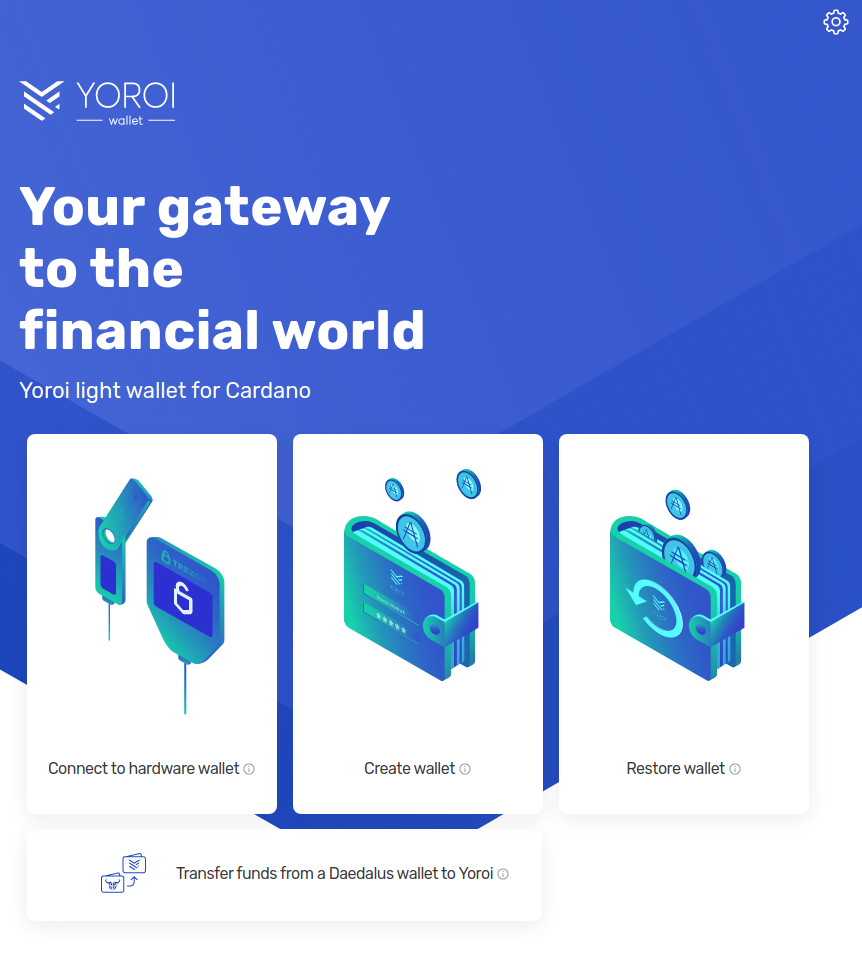 YOROI
wallet
Your gateway
to the
financial world
Yoroi light wallet for Cardano
TREZOR
Connect to hardware wallet
Create wallet
Restore wallet
Transfer funds from a Daedalus wallet to Yoroi